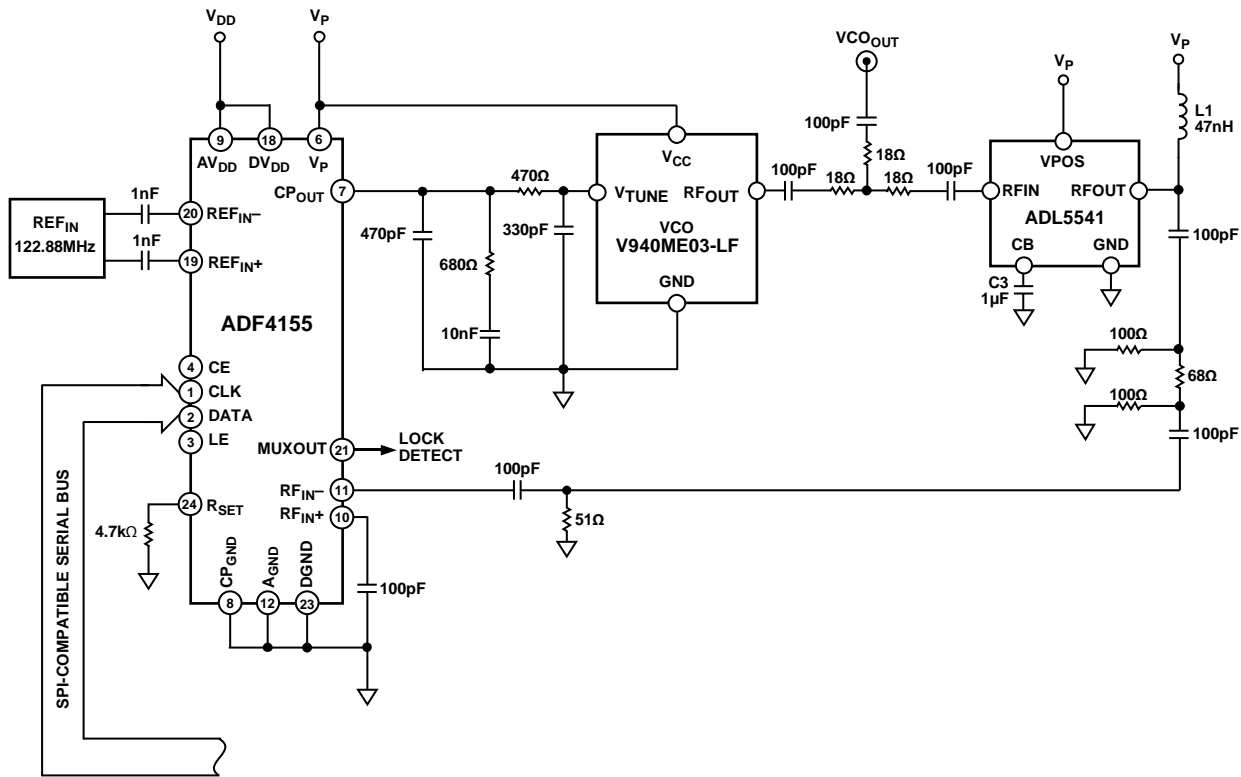 VDD
VP
VCOOUT
VP
VP
L1
47nH
100pF
9
18
6
AVDD
DVDD
VP
VCC
VPOS
18Ω
CPOUT
7
470Ω
100pF
18Ω
18Ω
100pF
1nF
VTUNE
RFOUT
RFIN
RFOUT
20
REFIN–
REFIN
122.88MHz
1nF
470pF
330pF
VCO
V940ME03-LF
ADL5541
100pF
19
REFIN+
680Ω
CB
GND
GND
C3
1µF
ADF4155
10nF
100Ω
4
CE
68Ω
1
CLK
100Ω
2
DATA
100pF
3
LE
MUXOUT
21
LOCK
DETECT
100pF
RFIN–
11
24
RSET
RFIN+
10
51Ω
4.7kΩ
CPGND
AGND
DGND
100pF
8
12
23
SPI-COMPATIBLE SERIAL BUS